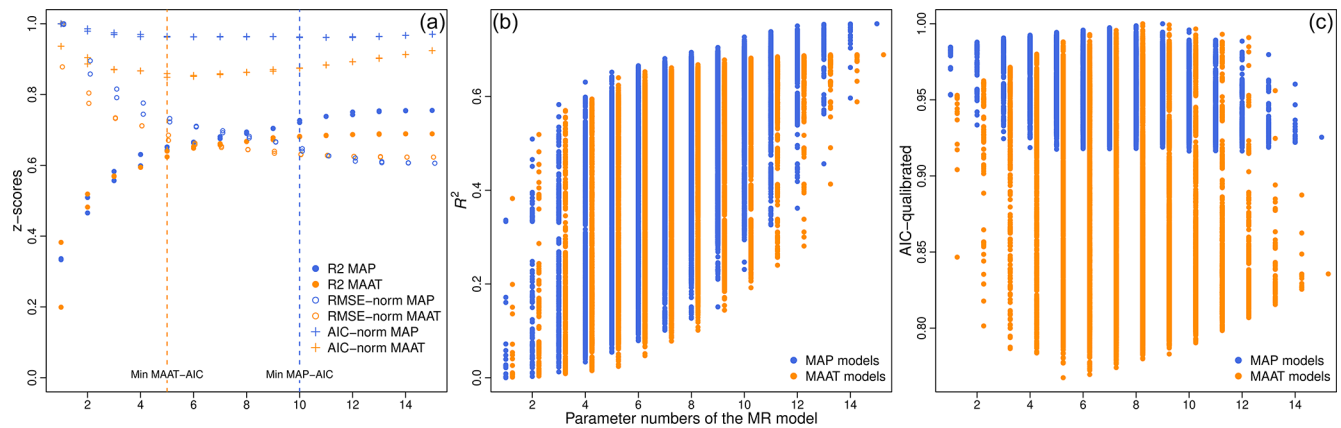 (a)
z−scores
1.0
0.8
0.6
0.4
0.2
0.0
R2 MAP
R2 MAAT
RMSE−norm MAP
RMSE−norm MAAT
AIC−norm MAP
AIC−norm MAAT
Min MAAT−AIC
Min MAP−AIC
2 4 6 8 10 12 14
(b)
R²
0.6
0.4
0.2
0.0
MAP models
MAAT models
2 4 6 8 10 12 14
Parameter numbers of the MR model
(c)
AIC−qualibrated
1.00
0.95
0.90
0.85
0.80
MAP models
MAAT models
2 4 6 8 10 12 14